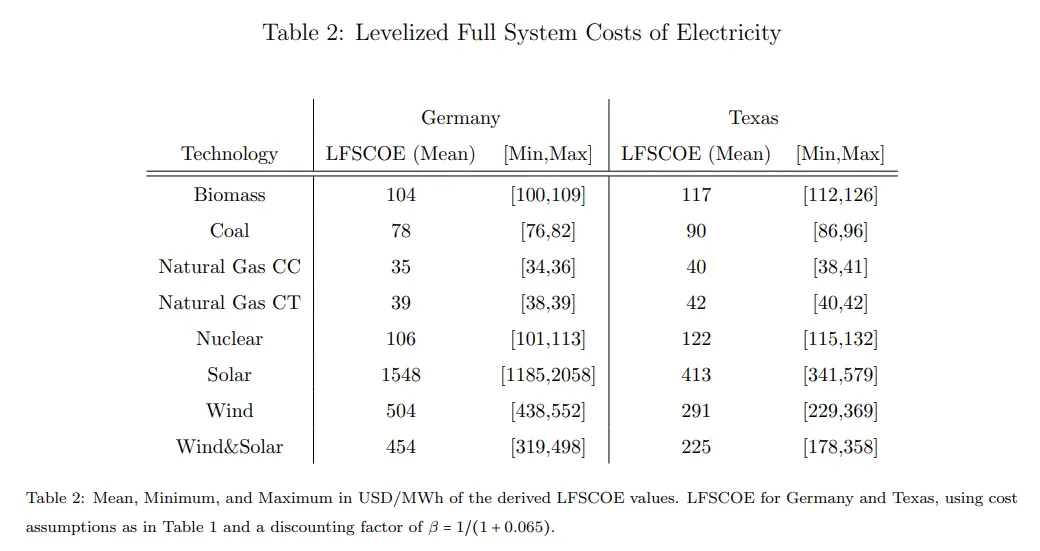 Table 2: Levelized Full System Costs of Electricity
Germany Texas
Technology LFSCOE (Mean) [Min,Max] LFSCOE (Mean) [Min,Max]
Biomass 104 [100,109] 117 [112,126]
Coal 78 [76,82] 90 [86,96]
Natural Gas CC 35 [34,36] 40 [38,41]
Natural Gas CT 39 [38,39] 42 [40,42]
Nuclear 106 [101,113] 122 [115,132]
Solar 1548 [1185,2058] 413 [341,579]
Wind 504 [438,552] 291 [229,369]
Wind&Solar 454 [319,498] 225 [178,358]
Table 2: Mean, Minimum, and Maximum in USD/MWh of the derived LFSCOE values. LFSCOE for Germany and Texas, using cost
assumptions as in Table 1 and a discounting factor of β = 1/(1 + 0.065).